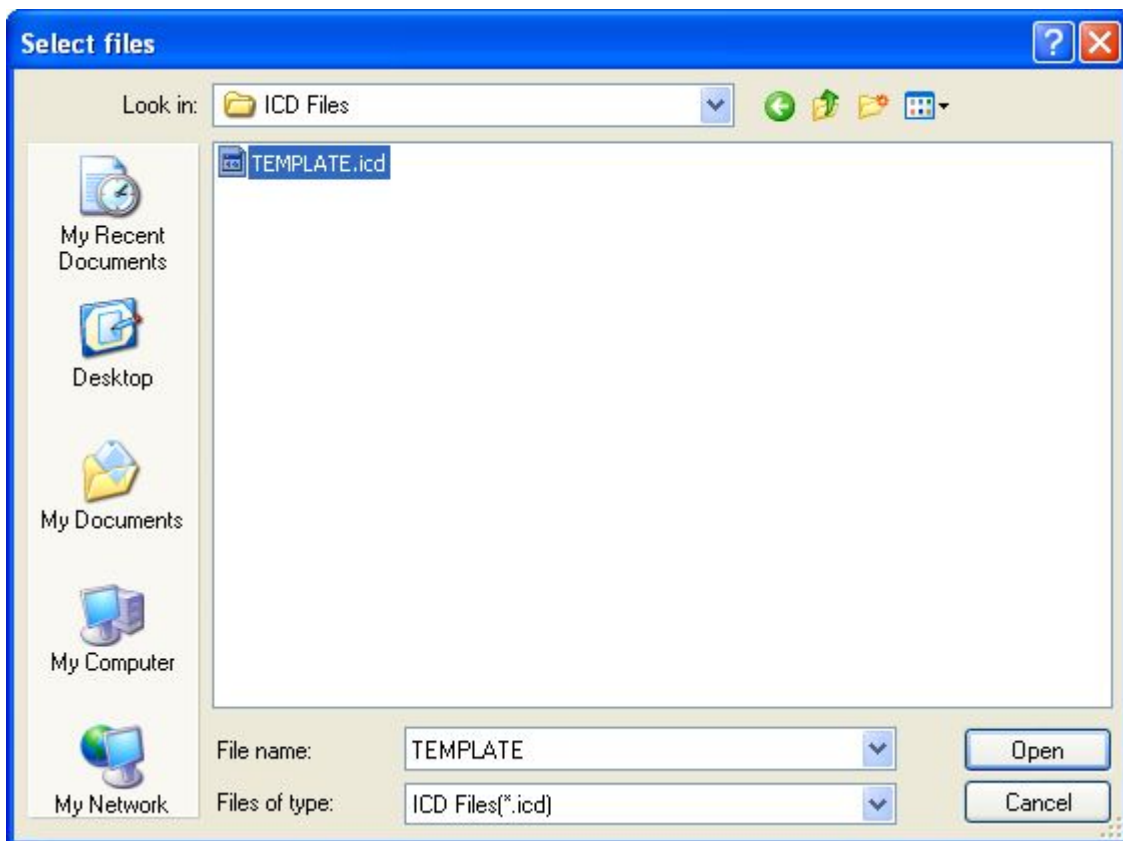 Select files
Look in:
ICD Files
TEMPLATE.icd
My Recent
Documents
Desktop
My Documents
My Computer
My Network
File name:
TEMPLATE
Open
Files of type:
ICD Files(*.icd)
Cancel